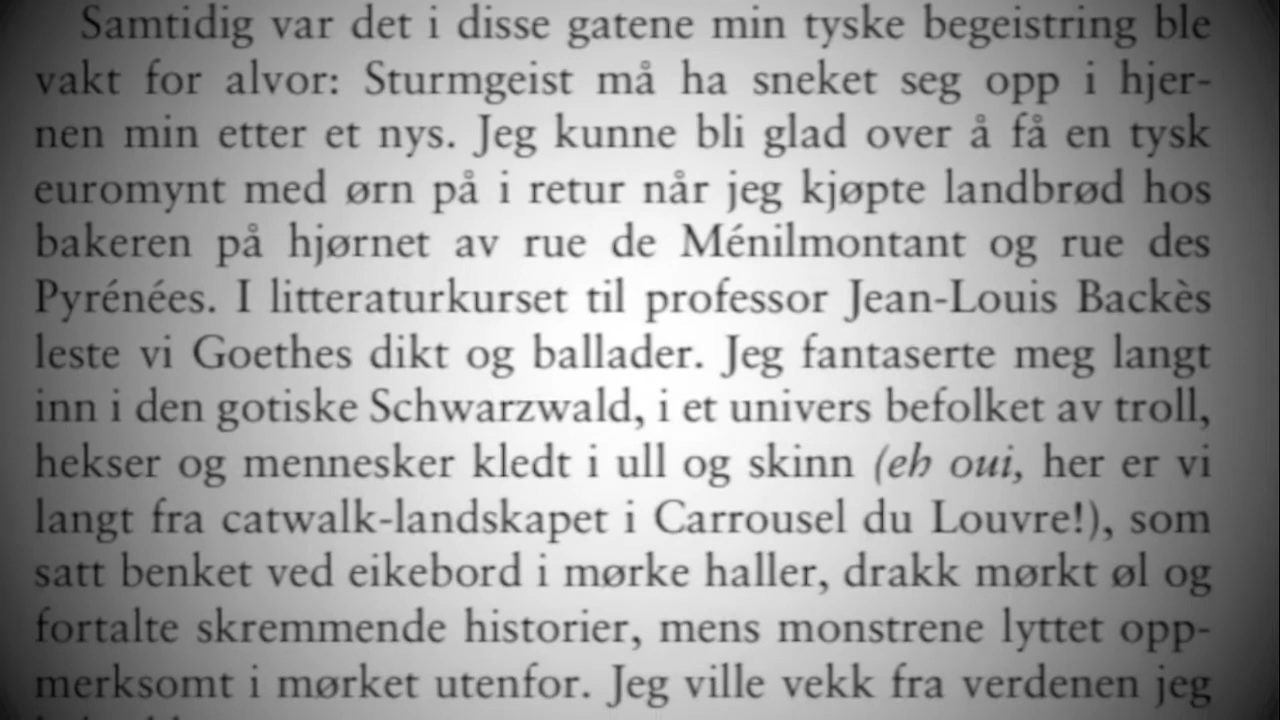 Samtidig var det i disse gatene min tyske begeistring ble
vakt for alvor: Sturmgeist må ha sneket seg opp i hjer-
nen min etter et nys. Jeg kunne bli glad over å få en tysk
euromynt med ørn på i retur når jeg kjøpte landbrød hos
bakeren på hjørnet av rue de Ménilmontant og rue des
Pyrénées. I litteraturkurset til professor Jean-Louis Backès
leste vi Goethes dikt og ballader. Jeg fantaserte meg langt
inn i den gotiske Schwarzwald, i et univers befolket av troll,
hekser og mennesker kledt i ull og skinn (eh oui, her er vi
langt fra catwalk-landskapet i Carrousel du Louvre!), som
satt benket ved eikebord i mørke haller, drakk mørkt øl og
fortalte skremmende historier, mens monstrene lyttet opp-
merksomt i mørket utenfor. Jeg ville vekk fra verdenen jeg